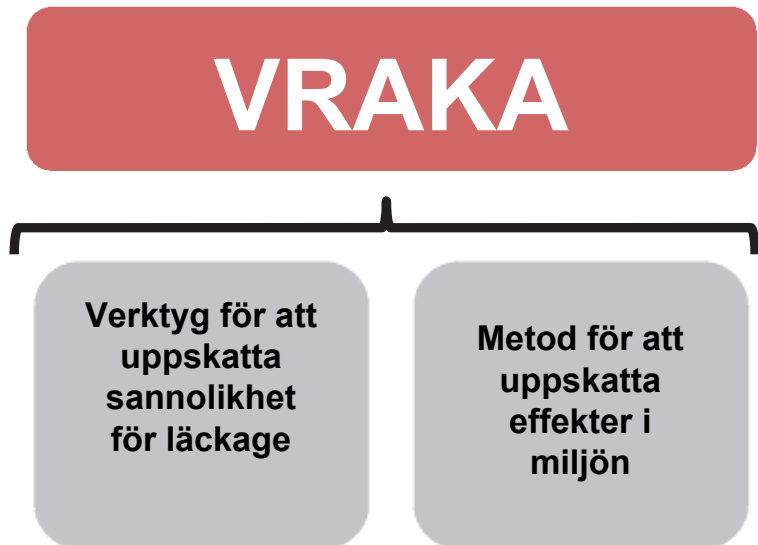 VRAKA
Verktyg för att
uppskatta
sannolikhet
för läckage
Metod för att
uppskatta
effekter i
miljön